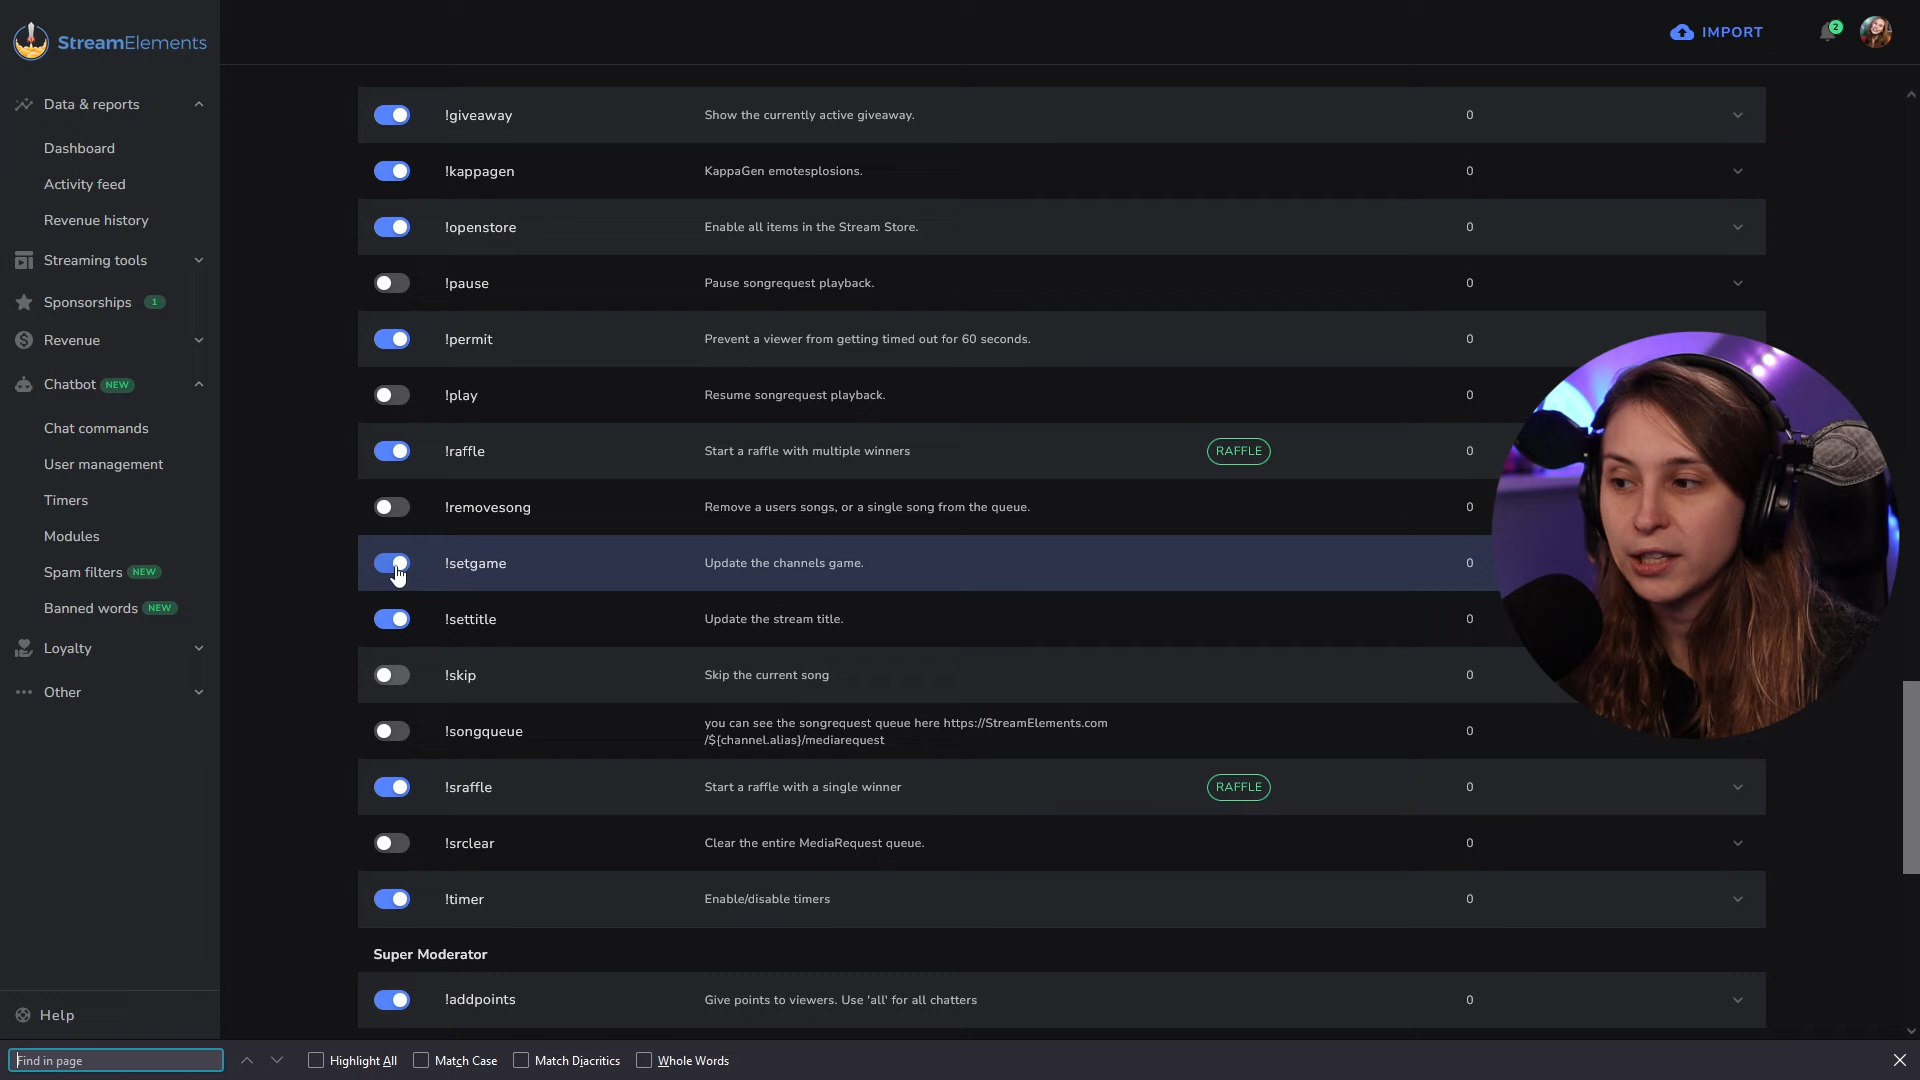 StreamElements
IMPORT
2
Data & reports
Dashboard
Activity feed
Revenue history
Streaming tools
Sponsorships 1
Revenue
Chatbot NEW
Chat commands
User management
Timers
Modules
Spam filters NEW
Banned words NEW
Loyalty
Other
Help
!giveaway Show the currently active giveaway. 0
!kappagen KappaGen emotesplosions. 0
!openstore Enable all items in the Stream Store. 0
!pause Pause songrequest playback. 0
!permit Prevent a viewer from getting timed out for 60 seconds. 0
!play Resume songrequest playback. 0
!raffle Start a raffle with multiple winners RAFFLE 0
!removesong Remove a users songs, or a single song from the queue. 0
!setgame Update the channels game. 0
!settitle Update the stream title. 0
!skip Skip the current song 0
!songqueue you can see the songrequest queue here https://StreamElements.com
/${channel.alias}/mediarequest 0
!sraffle Start a raffle with a single winner RAFFLE 0
!srclear Clear the entire MediaRequest queue. 0
!timer Enable/disable timers 0
Super Moderator
!addpoints Give points to viewers. Use 'all' for all chatters 0
Find in page Highlight All Match Case Match Diacritics Whole Words